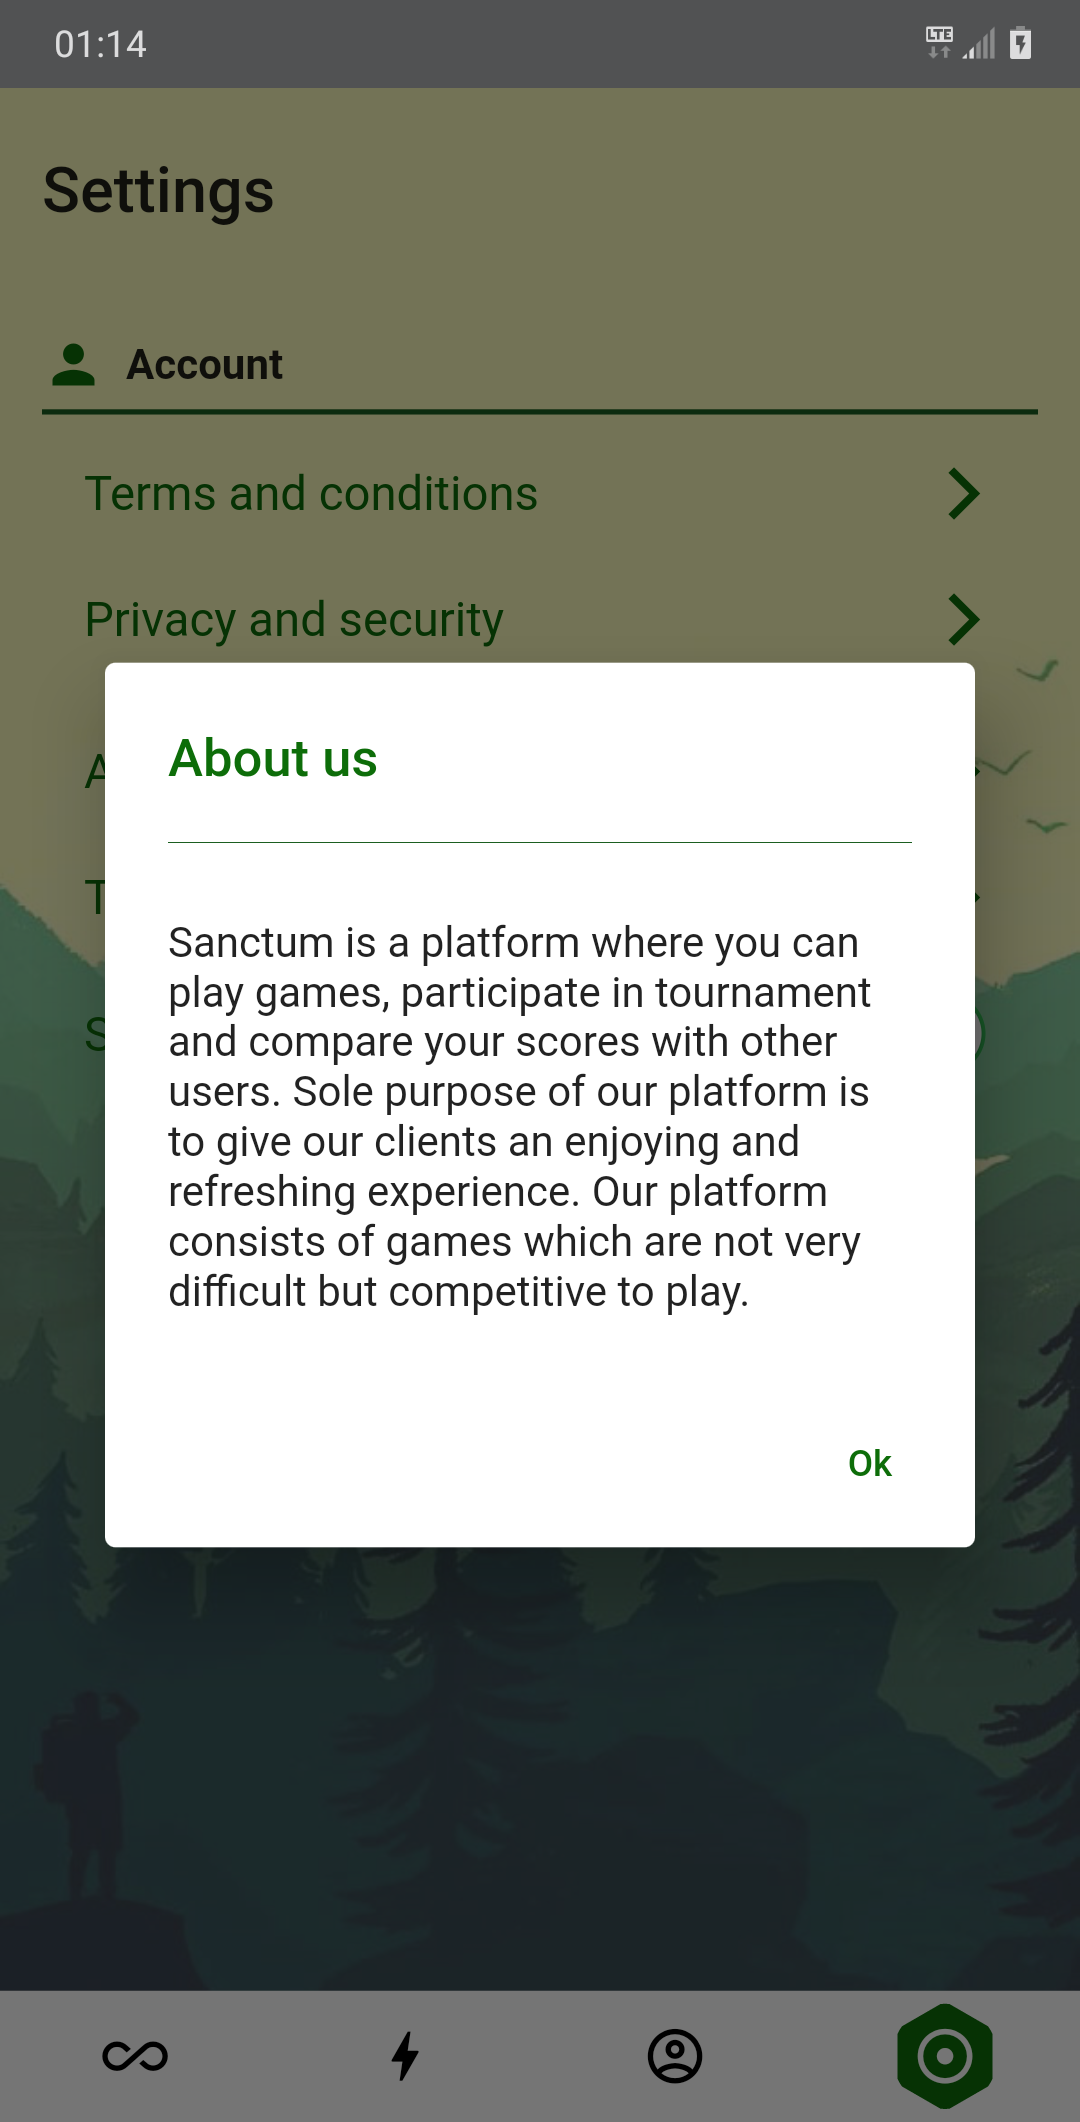 01:14
LTE
Settings
Account
Terms and conditions
Privacy and security
About us
Sanctum is a platform where you can
play games, participate in tournament
and compare your scores with other
users. Sole purpose of our platform is
to give our clients an enjoying and
refreshing experience. Our platform
consists of games which are not very
difficult but competitive to play.
Ok